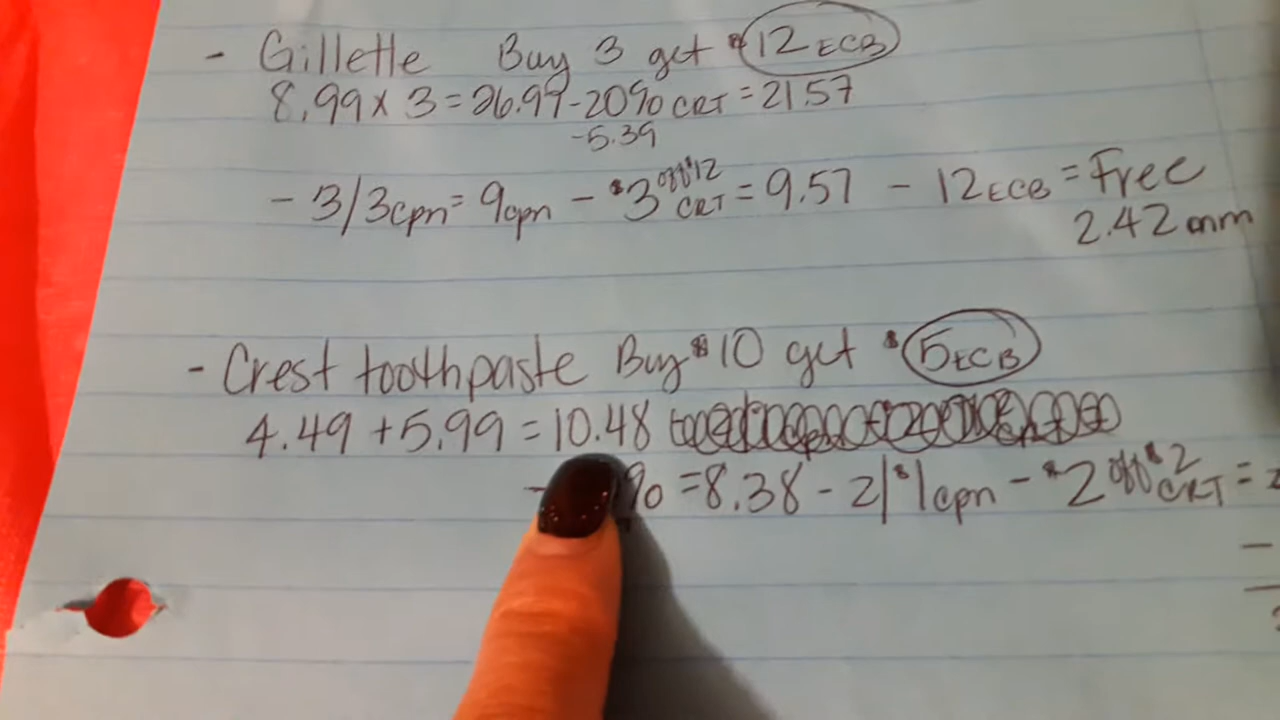 - Gillette Buy 3 get $12 ECB
8.99 x 3 = 26.97 - 20% CRT = 21.57
-5.39
- 3/3cpn = 9cpn - $3 off $12 CRT = 9.57 - 12 ECB = Free
2.42 mm
- Crest toothpaste Buy $10 get $5 ECB
4.49 + 5.99 = 10.48
- % = 8.38 - 2/$1 cpn - $2 off $2 CRT =